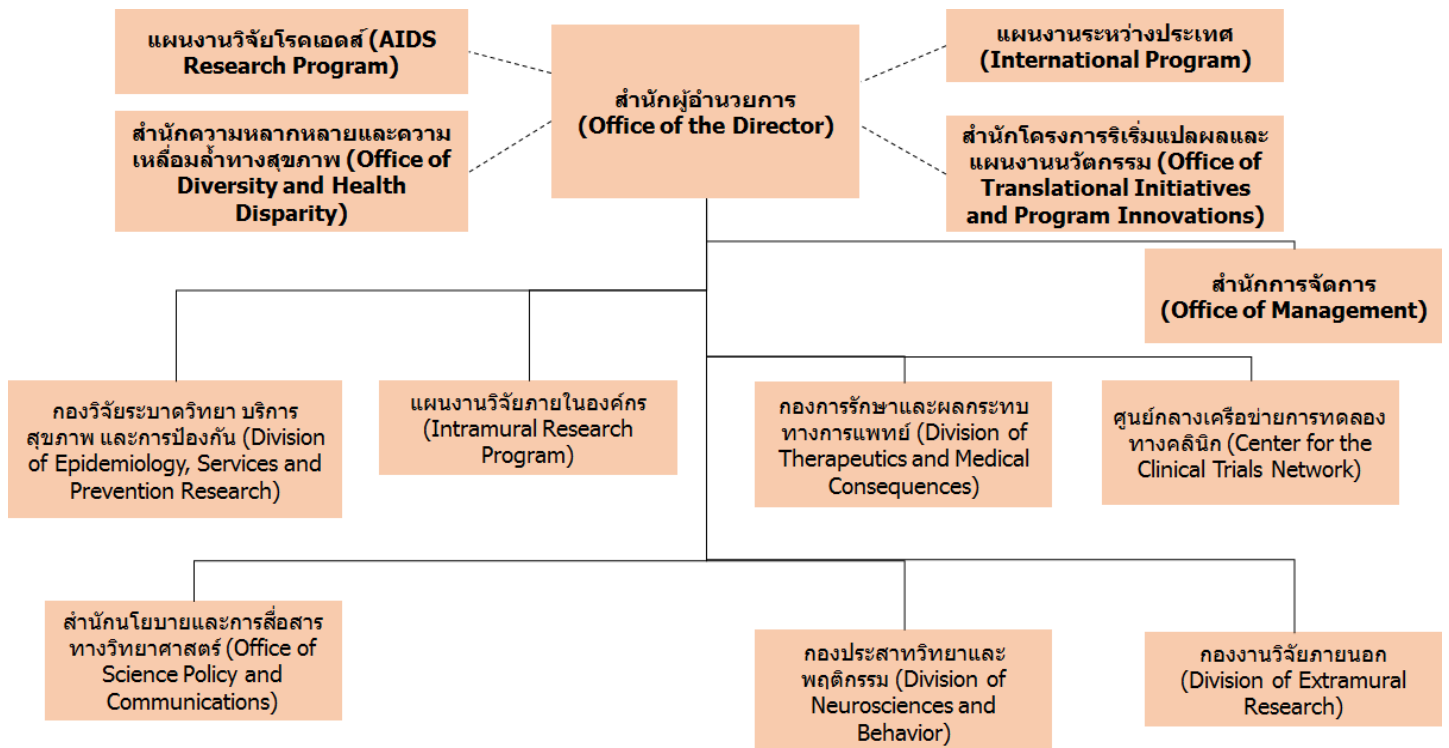 แผนงานวิจัยโรคเอดส์ (AIDS
Research Program)
แผนงานระหว่างประเทศ
(International Program)
สำนักผู้อำนวยการ
(Office of the Director)
สำนักความหลากหลายและความ
เหลื่อมล้ำทางสุขภาพ (Office of
Diversity and Health
Disparity)
สำนักโครงการริเริ่มแปลผลและ
แผนงานนวัตกรรม (Office of
Translational Initiatives
and Program Innovations)
สำนักการจัดการ
(Office of Management)
กองวิจัยระบาดวิทยา บริการ
สุขภาพ และการป้องกัน (Division
of Epidemiology, Services and
Prevention Research)
แผนงานวิจัยภายในองค์กร
(Intramural Research
Program)
กองการรักษาและผลกระทบ
ทางการแพทย์ (Division of
Therapeutics and Medical
Consequences)
ศูนย์กลางเครือข่ายการทดลอง
ทางคลินิก (Center for the
Clinical Trials Network)
สำนักนโยบายและการสื่อสาร
ทางวิทยาศาสตร์ (Office of
Science Policy and
Communications)
กองประสาทวิทยาและ
พฤติกรรม (Division of
Neurosciences and
Behavior)
กองงานวิจัยภายนอก
(Division of Extramural
Research)